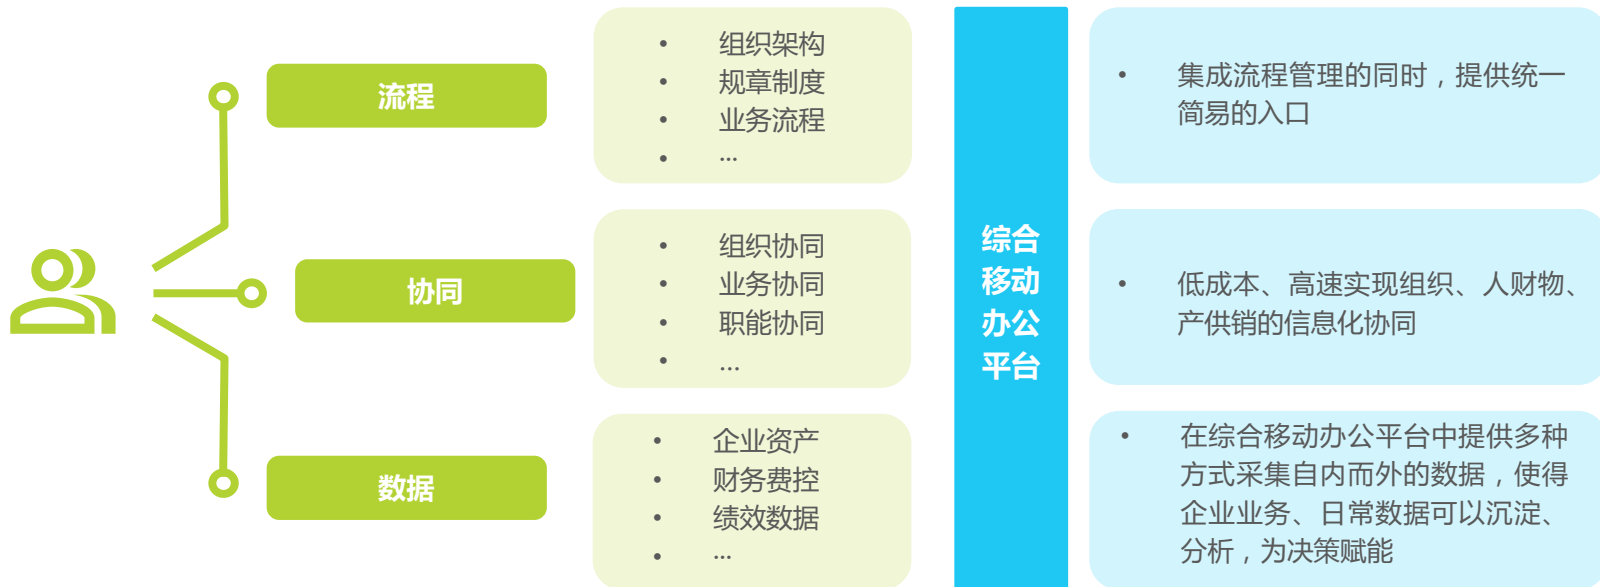 流程
• 组织架构
• 规章制度
• 业务流程
• ...
• 集成流程管理的同时，提供统一
简易的入口
协同
• 组织协同
• 业务协同
• 职能协同
• ...
综合
移动
办公
平台
• 低成本、高速实现组织、人财物、
产供销的信息化协同
数据
• 企业资产
• 财务费控
• 绩效数据
• ...
• 在综合移动办公平台中提供多种
方式采集自内而外的数据，使得
企业业务、日常数据可以沉淀、
分析，为决策赋能